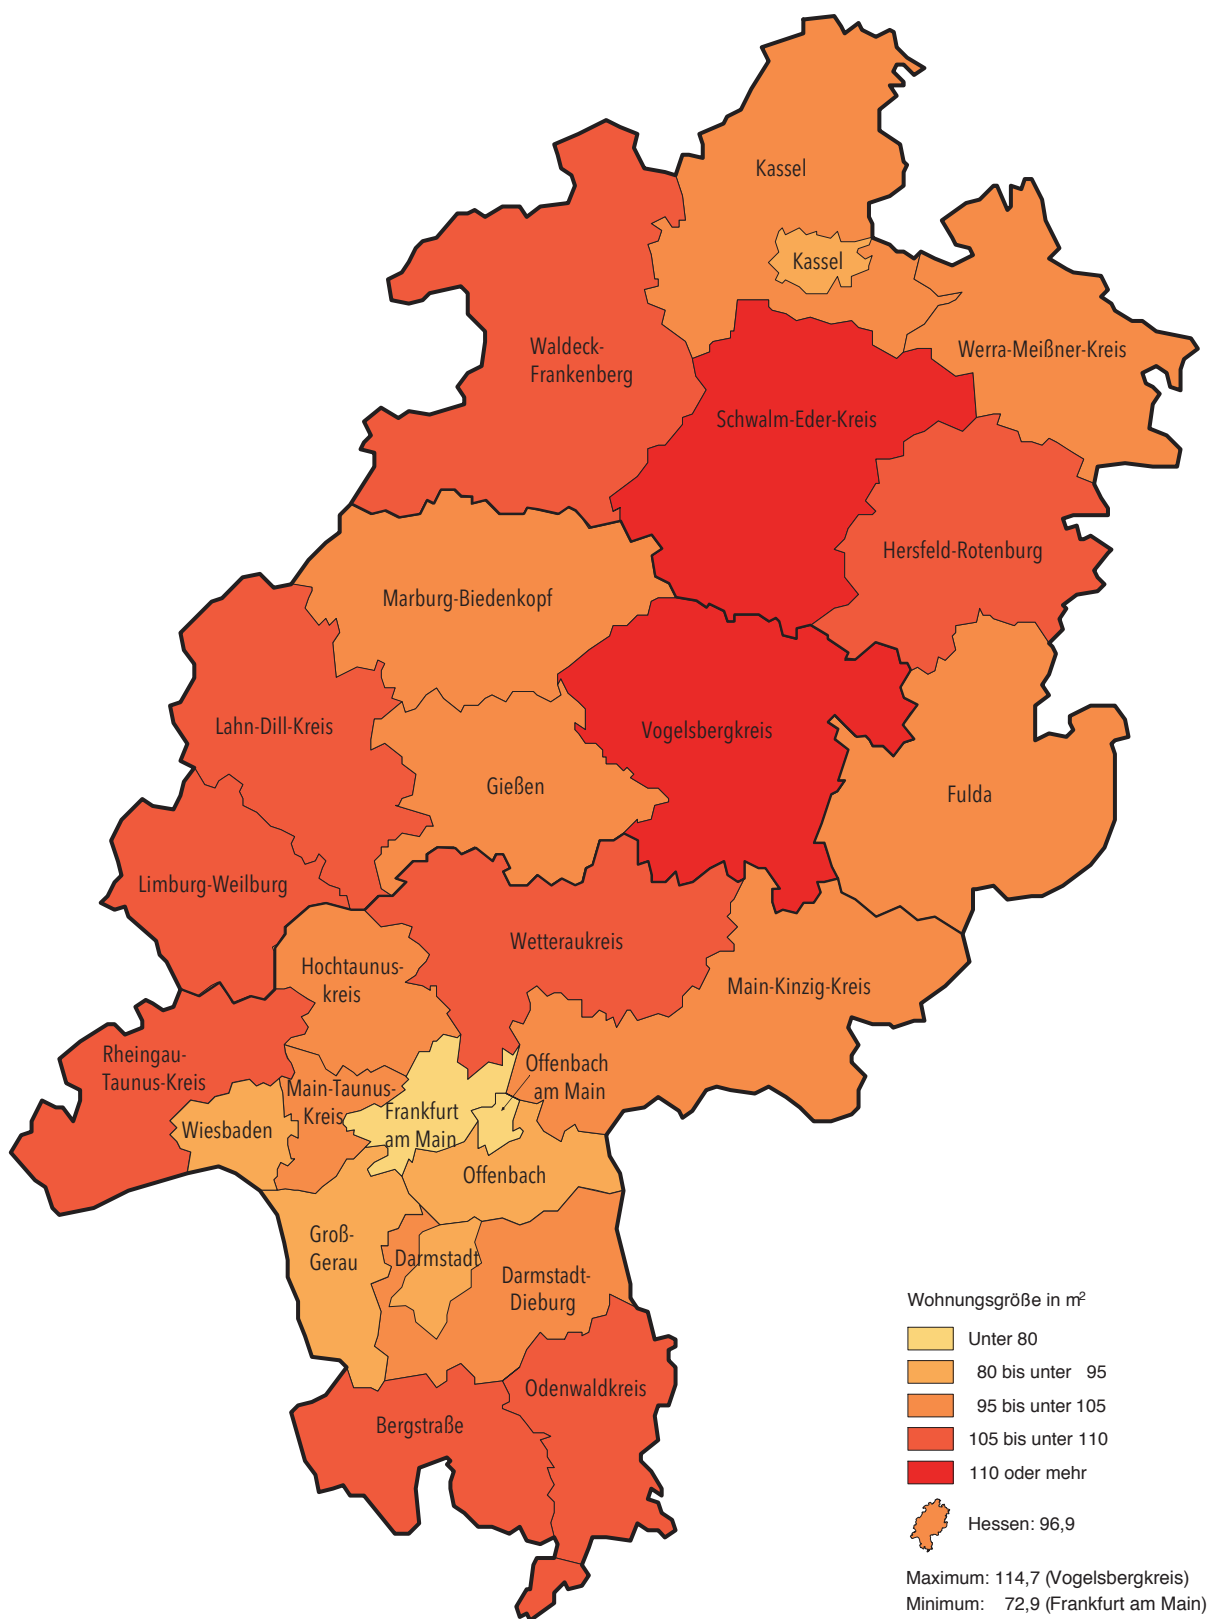 Kassel
Kassel
Waldeck-
Frankenberg
Werra-Meißner-Kreis
Schwalm-Eder-Kreis
Hersfeld-Rotenburg
Marburg-Biedenkopf
Lahn-Dill-Kreis
Vogelsbergkreis
Gießen
Fulda
Limburg-Weilburg
Wetteraukreis
Hochtaunus-
kreis
Main-Kinzig-Kreis
Rheingau-
Taunus-Kreis
Offenbach
am Main
Main-Taunus-
Kreis
Frankfurt
am Main
Wiesbaden
Offenbach
Groß-
Gerau
Darmstadt
Darmstadt-
Dieburg
Odenwaldkreis
Bergstraße
Wohnungsgröße in m²
Unter 80
80 bis unter 95
95 bis unter 105
105 bis unter 110
110 oder mehr
Hessen: 96,9
Maximum: 114,7 (Vogelsbergkreis)
Minimum: 72,9 (Frankfurt am Main)